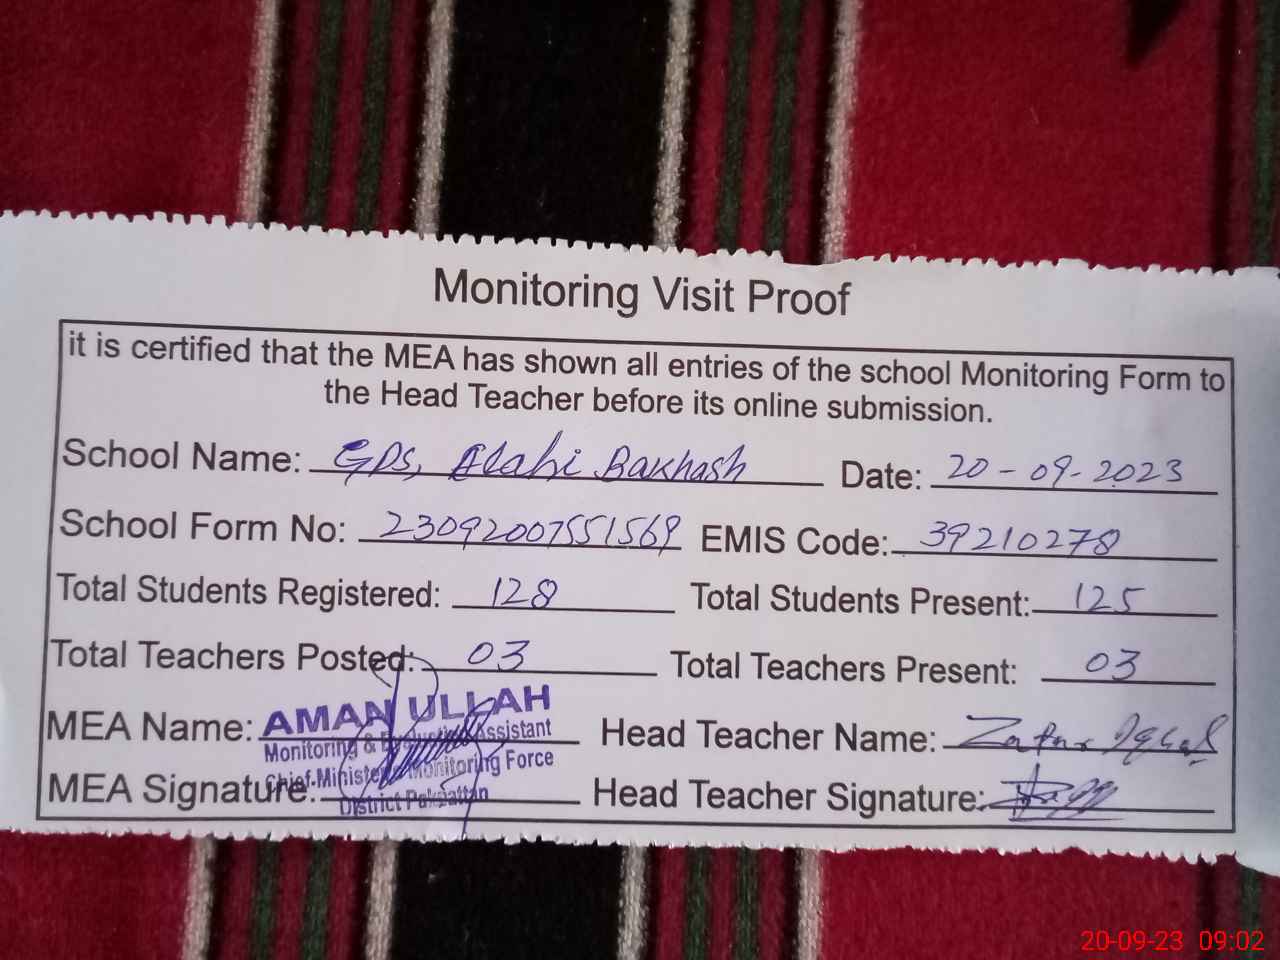 Monitoring Visit Proof
it is certified that the MEA has shown all entries of the school Monitoring Form to
the Head Teacher before its online submission.
School Name: GPS, Elahi Bakhash Date: 20-09-2023
School Form No: 23092007551569 EMIS Code: 39210278
Total Students Registered: 128 Total Students Present: 125
Total Teachers Posted: 03 Total Teachers Present: 03
MEA Name: AMAN ULLAH Head Teacher Name: Zafar Iqbal
Monitoring & Evaluation Assistant
Chief Minister's Monitoring Force
MEA Signature: Head Teacher Signature:
District Pakpattan
20-09-23 09:02